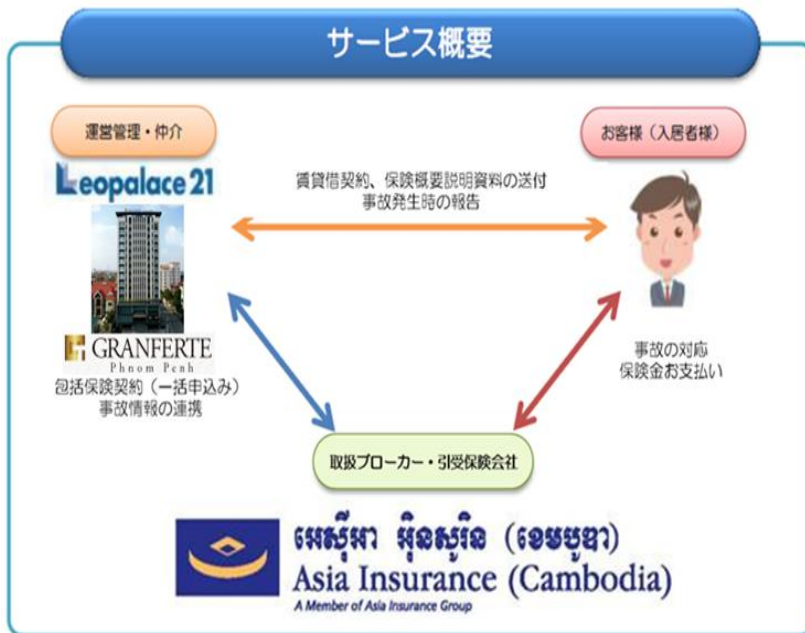 サービス概要
運営管理・仲介
お客様（入居者様）
Leopalace 21
賃貸借契約、保険概要説明資料の送付
事故発生時の報告
GRANFERTE
Phnom Penh
包括保険契約（一括申込み）
事故情報の連携
事故の対応
保険金お支払い
取扱ブローカー・引受保険会社
អេស៊ីអា អ៊ិនសួរិន (ខេមបូឌា)
Asia Insurance (Cambodia)
A Member of Asia Insurance Group